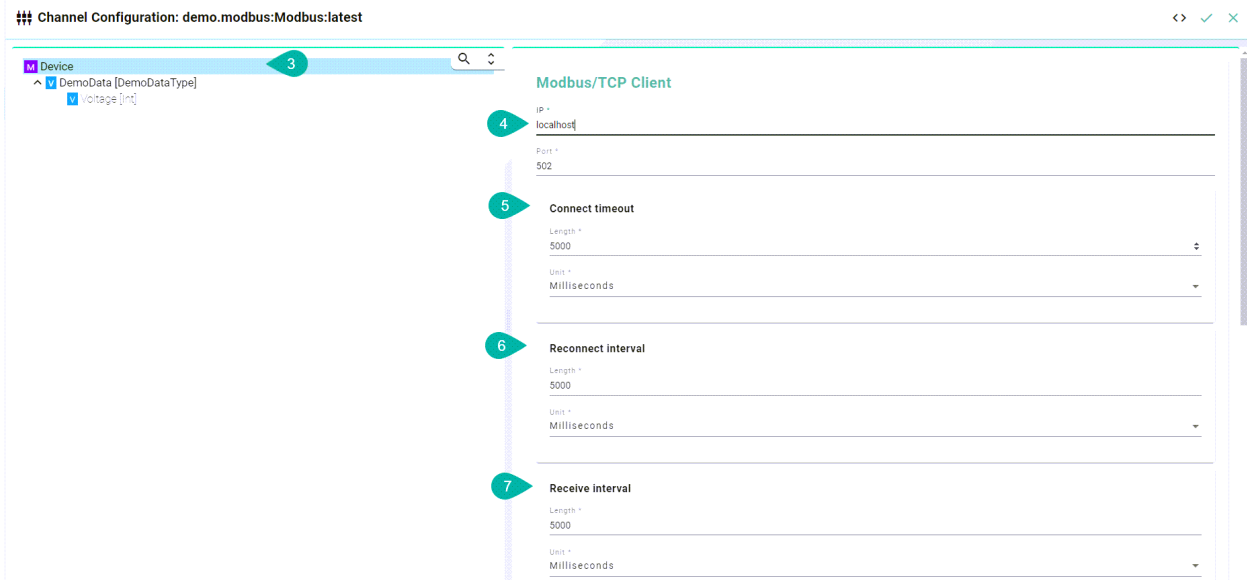 Channel Configuration: demo.modbus:Modbus:latest
M Device
3
V DemoData [DemoDataType]
V Voltage [Int]
Modbus/TCP Client
IP *
4
localhost
Port *
502
5
Connect timeout
Length *
5000
Unit *
Milliseconds
6
Reconnect interval
Length *
5000
Unit *
Milliseconds
7
Receive interval
Length *
5000
Unit *
Milliseconds